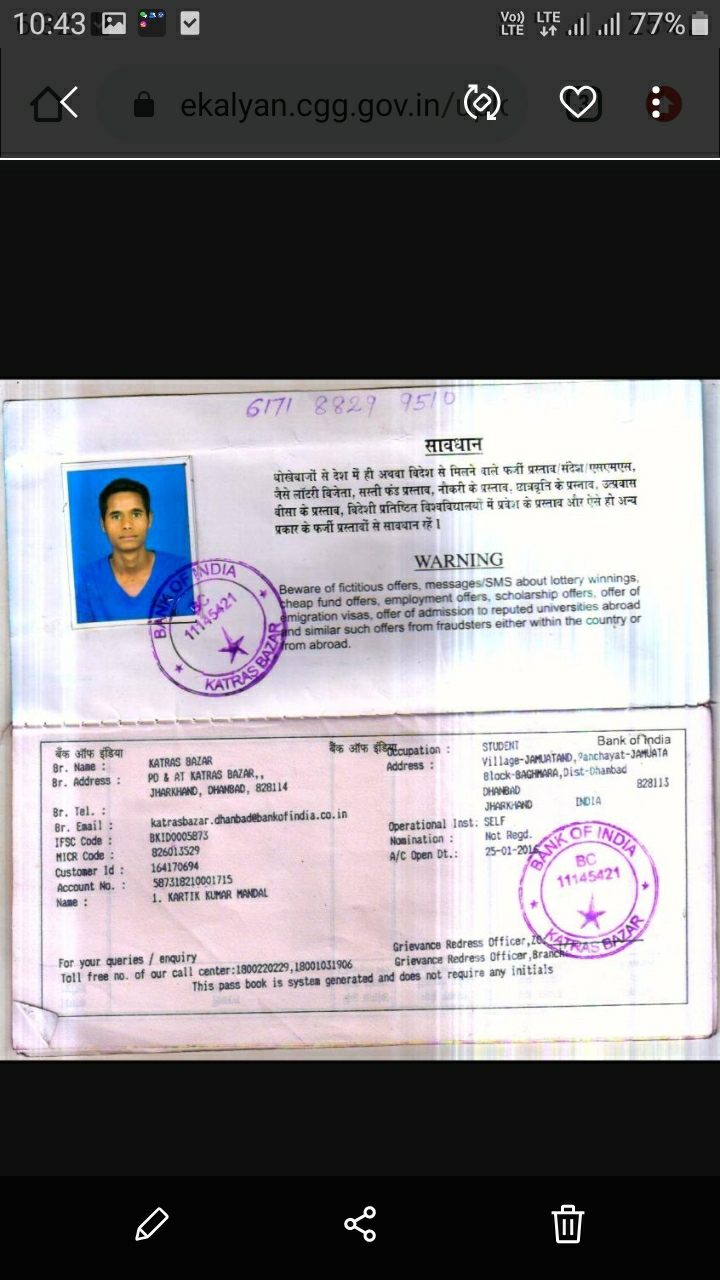 10:43
Vo)) LTE
LTE
77%
ekalyan.cgg.gov.in/
6171 8829 9510
सावधान
धोखेबाजों से देश में ही अथवा विदेश से मिलने वाले फर्जी प्रस्ताव/संदेश/एसएमएस,
जैसे लॉटरी विजेता, सस्ती फंड प्रस्ताव, नौकरी के प्रस्ताव, छात्रवृति के प्रस्ताव, उत्प्रवास
वीसा के प्रस्ताव, विदेशी प्रतिष्ठित विश्वविद्यालयों में प्रवेश के प्रस्ताव और ऐसे ही अन्य
प्रकार के फर्जी प्रस्तावों से सावधान रहें।
WARNING
Beware of fictitious offers, messages/SMS about lottery winnings,
cheap fund offers, employment offers, scholarship offers, offer of
emigration visas, offer of admission to reputed universities abroad
and similar such offers from fraudsters either within the country or
from abroad.
BANK OF INDIA
BC
11145421
KATRAS BAZAR
बैंक ऑफ इंडिया बैंक ऑफ इंडिया Bank of India
Br. Name : KATRAS BAZAR
Br. Address : PO & AT KATRAS BAZAR,,
JHARKHAND, DHANBAD, 828114
Br. Tel. :
Br. Email : katrasbazar.dhanbad@bankofindia.co.in
IFSC Code : BKID0005873
MICR Code : 826013529
Customer Id : 164170694
Account No. : 587318210001715
Name : 1. KARTIK KUMAR MANDAL
Occupation : STUDENT
Address : Village-JAMUATAND,Panchayat-JAMUATA
Block-BAGHMARA,Dist-Dhanbad
DHANBAD 828113
JHARKHAND INDIA
Operational Inst: SELF
Nomination : Not Regd.
A/C Open Dt.: 25-01-2016
BANK OF INDIA
BC
11145421
KATRAS BAZAR
Grievance Redress Officer,ZO:
Grievance Redress Officer,Branch
For your queries / enquiry
Toll free no. of our call center:1800220229,18001031906
This pass book is system generated and does not require any initials